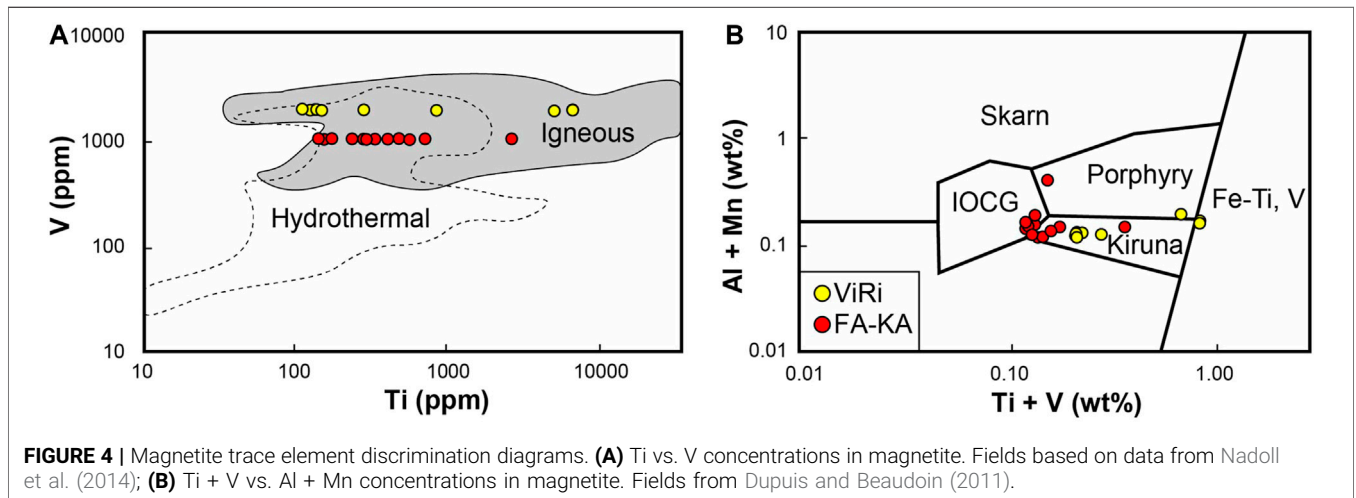 A
10000
1000
100
10
V (ppm)
Igneous
Hydrothermal
10
100
1000
10000
Ti (ppm)
B
10
1
0.1
0.01
Al + Mn (wt%)
Skarn
Porphyry
IOCG
Fe-Ti, V
Kiruna
ViRi
FA-KA
0.01
0.10
1.00
Ti + V (wt%)
FIGURE 4 | Magnetite trace element discrimination diagrams. (A) Ti vs. V concentrations in magnetite. Fields based on data from Nadoll
et al. (2014); (B) Ti + V vs. Al + Mn concentrations in magnetite. Fields from Dupuis and Beaudoin (2011).